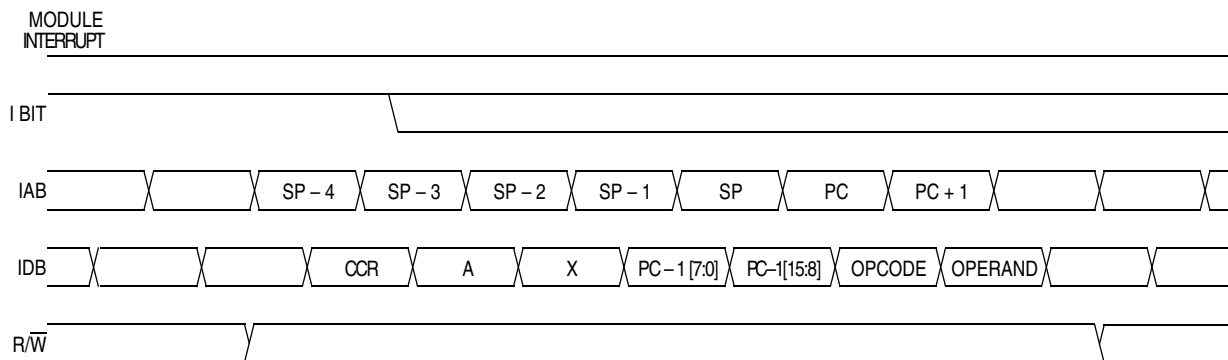 MODULE
INTERRUPT
I BIT
IAB SP – 4 SP – 3 SP – 2 SP – 1 SP PC PC + 1
IDB CCR A X PC – 1 [7:0] PC–1[15:8] OPCODE OPERAND
R/W̅